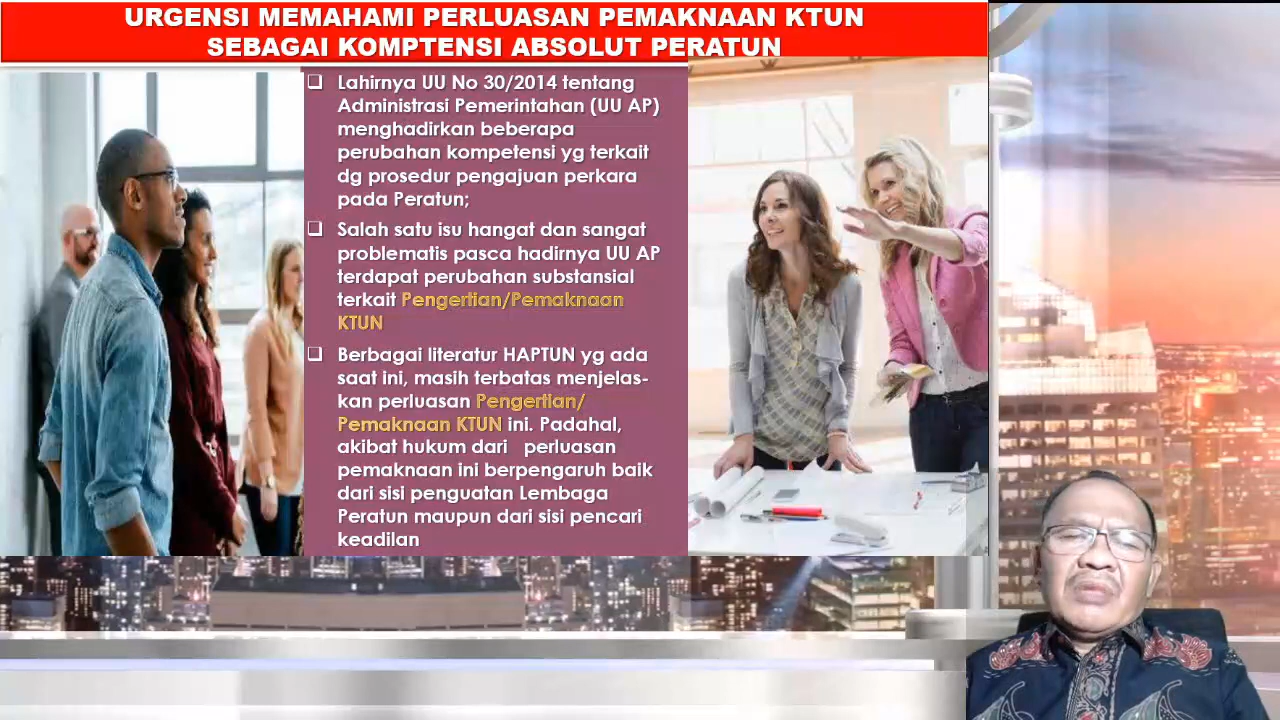 URGENSI MEMAHAMI PERLUASAN PEMAKNAAN KTUN
SEBAGAI KOMPTENSI ABSOLUT PERATUN
❑ Lahirnya UU No 30/2014 tentang
Administrasi Pemerintahan (UU AP)
menghadirkan beberapa
perubahan kompetensi yg terkait
dg prosedur pengajuan perkara
pada Peratun;
❑ Salah satu isu hangat dan sangat
problematis pasca hadirnya UU AP
terdapat perubahan substansial
terkait Pengertian/Pemaknaan
KTUN
❑ Berbagai literatur HAPTUN yg ada
saat ini, masih terbatas menjelas-
kan perluasan Pengertian/
Pemaknaan KTUN ini. Padahal,
akibat hukum dari perluasan
pemaknaan ini berpengaruh baik
dari sisi penguatan Lembaga
Peratun maupun dari sisi pencari
keadilan